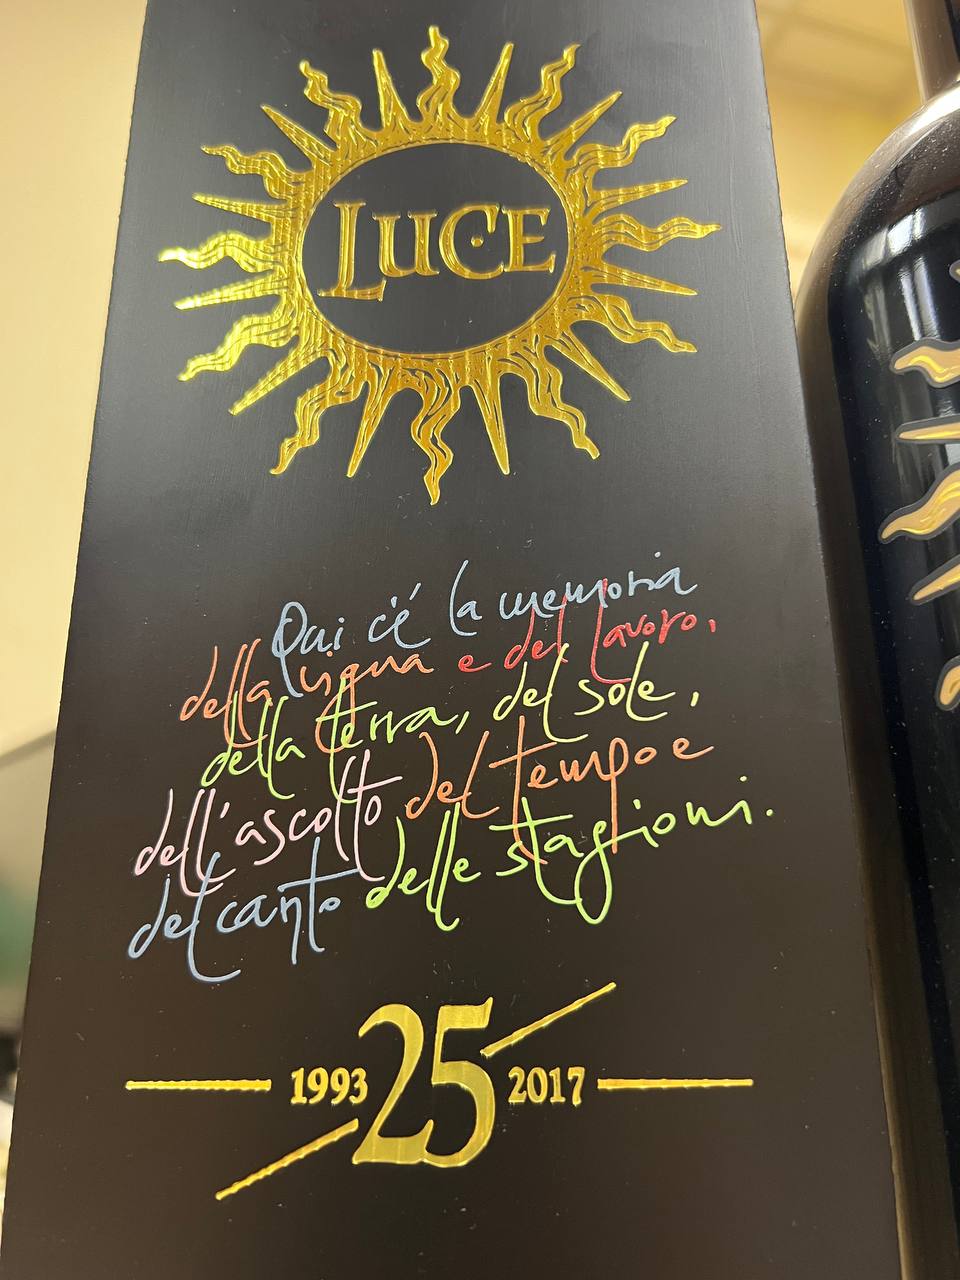 LUCE
Qui c'é la memoria
della vigna e del lavoro,
della terra, del sole,
dell'ascolto del tempo e
del canto delle stagioni.
1993 25 2017